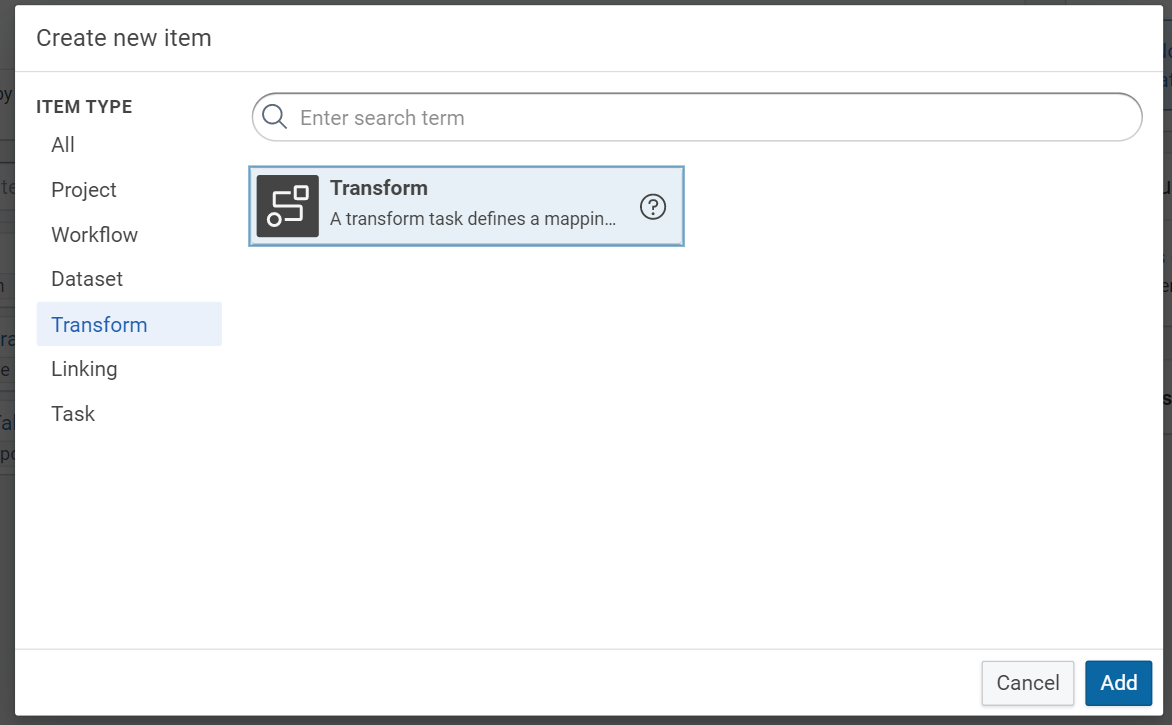 Create new item
ITEM TYPE
All
Project
Workflow
Dataset
Transform
Linking
Task
Enter search term
Transform
A transform task defines a mappin...
Cancel
Add